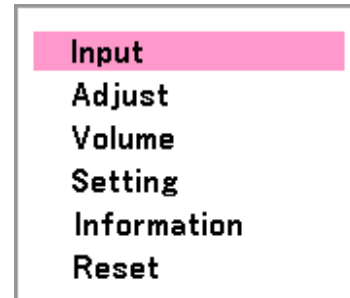 Input
Adjust
Volume
Setting
Information
Reset